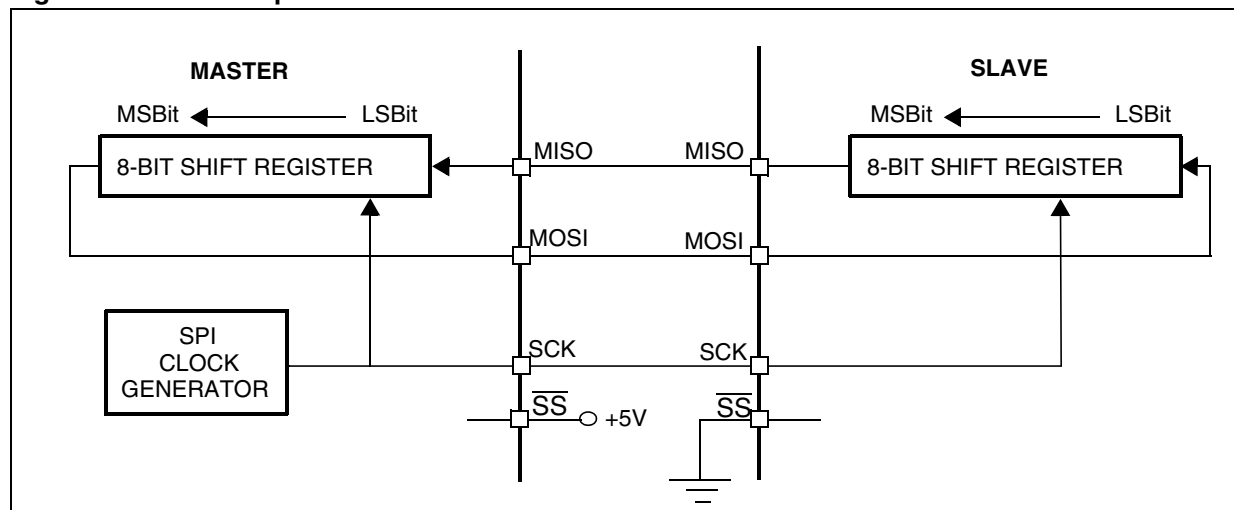 MASTER
SLAVE
MSBit LSBit
MSBit LSBit
8-BIT SHIFT REGISTER
MISO MISO
8-BIT SHIFT REGISTER
MOSI MOSI
SPI
CLOCK
GENERATOR
SCK SCK
SS +5V
SS